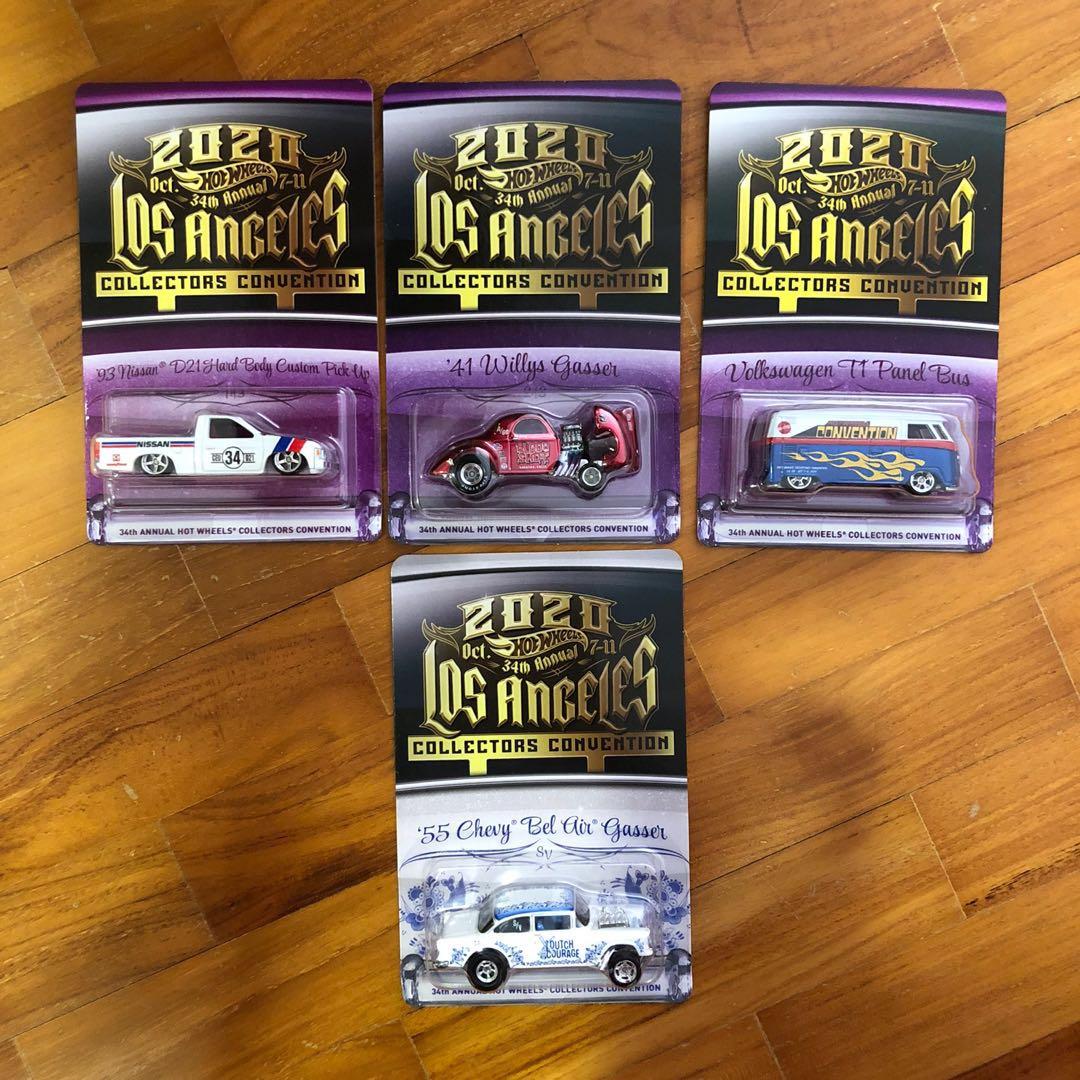 2020
Oct. HOT WHEELS 7-11
34th Annual
LOS ANGELES
COLLECTORS CONVENTION
'93 Nissan® D21 Hard Body Custom Pick Up
NISSAN
34
34th ANNUAL HOT WHEELS® COLLECTORS CONVENTION
2020
Oct. HOT WHEELS 7-11
34th Annual
LOS ANGELES
COLLECTORS CONVENTION
'41 Willys Gasser
34th ANNUAL HOT WHEELS® COLLECTORS CONVENTION
2020
Oct. HOT WHEELS 7-11
34th Annual
LOS ANGELES
COLLECTORS CONVENTION
Volkswagen T1 Panel Bus
CONVENTION
34th ANNUAL HOT WHEELS® COLLECTORS CONVENTION
2020
Oct. HOT WHEELS 7-11
34th Annual
LOS ANGELES
COLLECTORS CONVENTION
'55 Chevy® Bel Air® Gasser
SV
DUTCH
COURAGE
34th ANNUAL HOT WHEELS® COLLECTORS CONVENTION